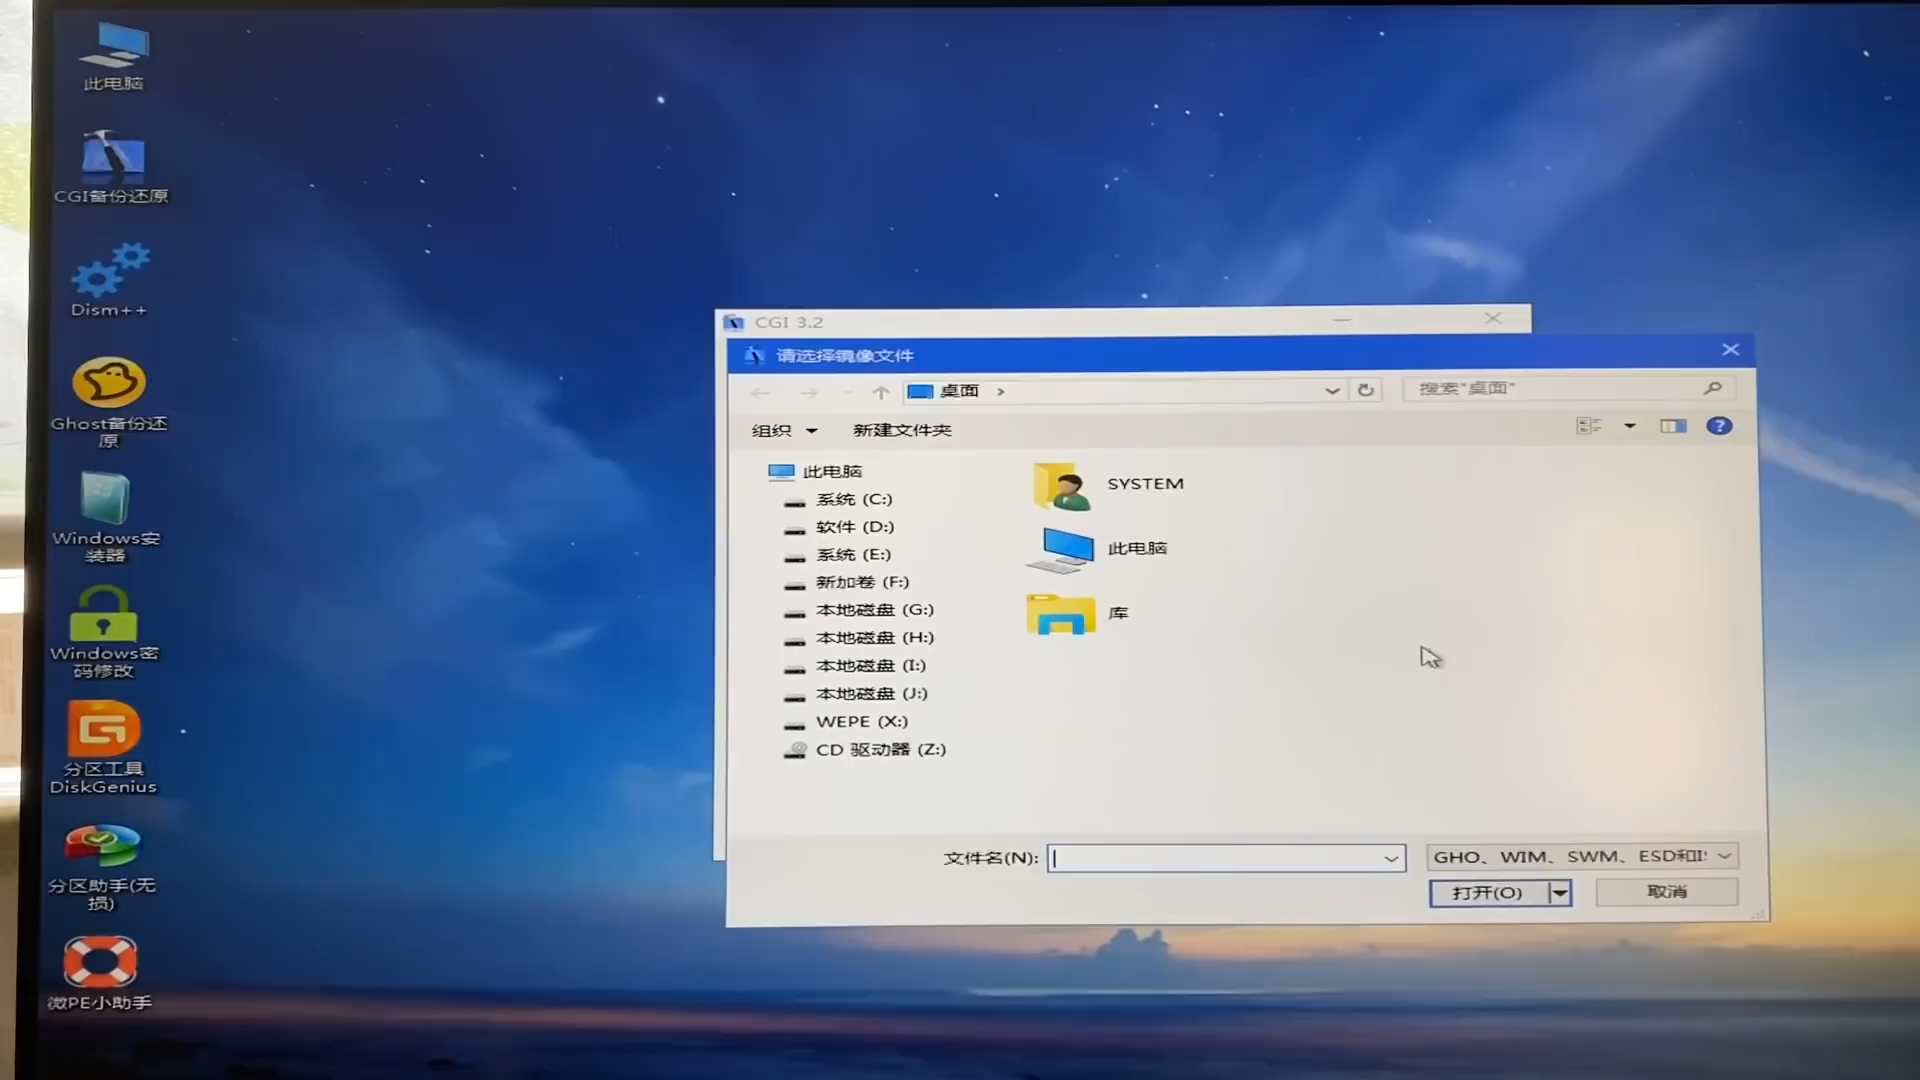 此电脑
CGI备份还原
Dism++
Ghost备份还
原
Windows安
装器
Windows密
码修改
分区工具
DiskGenius
分区助手(无
损)
微PE小助手
CGI 3.2
请选择镜像文件
桌面
搜索"桌面"
组织
新建文件夹
此电脑
系统 (C:)
软件 (D:)
系统 (E:)
新加卷 (F:)
本地磁盘 (G:)
本地磁盘 (H:)
本地磁盘 (I:)
本地磁盘 (J:)
WEPE (X:)
CD 驱动器 (Z:)
SYSTEM
此电脑
库
文件名(N):
GHO、WIM、SWM、ESD和I
打开(O)
取消